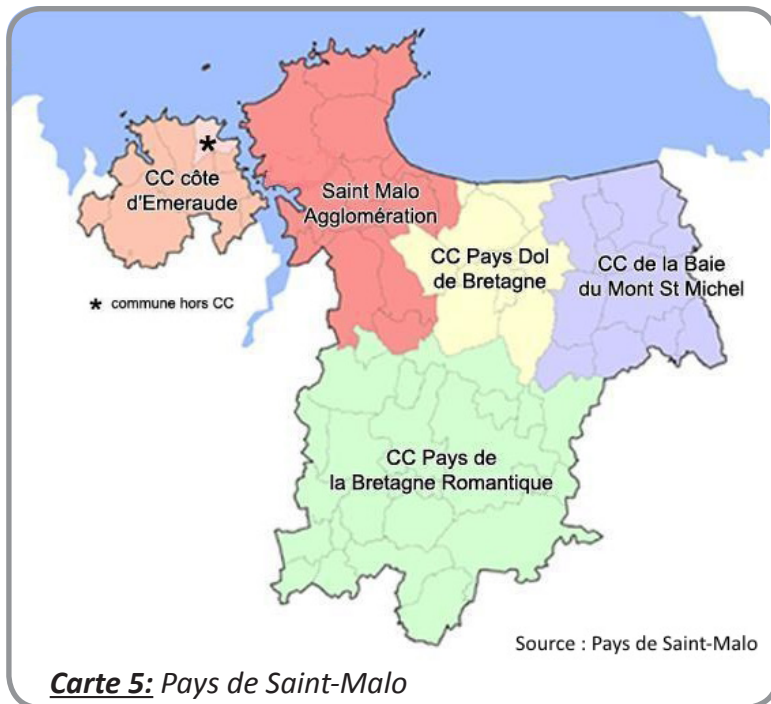 *
CC côte
d'Emeraude
Saint Malo
Agglomération
CC Pays Dol
de Bretagne
CC de la Baie
du Mont St Michel
* commune hors CC
CC Pays de
la Bretagne Romantique
Source : Pays de Saint-Malo
Carte 5: Pays de Saint-Malo